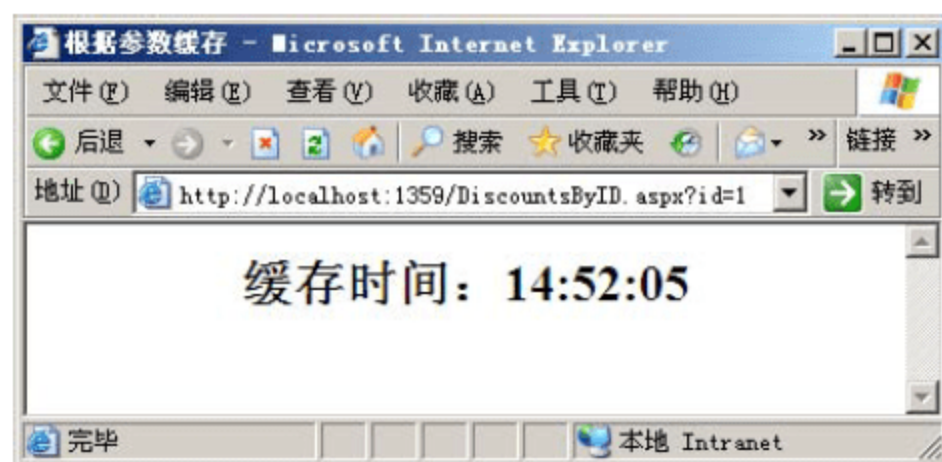 根据参数缓存 - Microsoft Internet Explorer
文件(F) 编辑(E) 查看(V) 收藏(A) 工具(T) 帮助(H)
后退 搜索 收藏夹 » 链接 »
地址(D) http://localhost:1359/DiscountsByID.aspx?id=1 转到
缓存时间：14:52:05
完毕 本地 Intranet